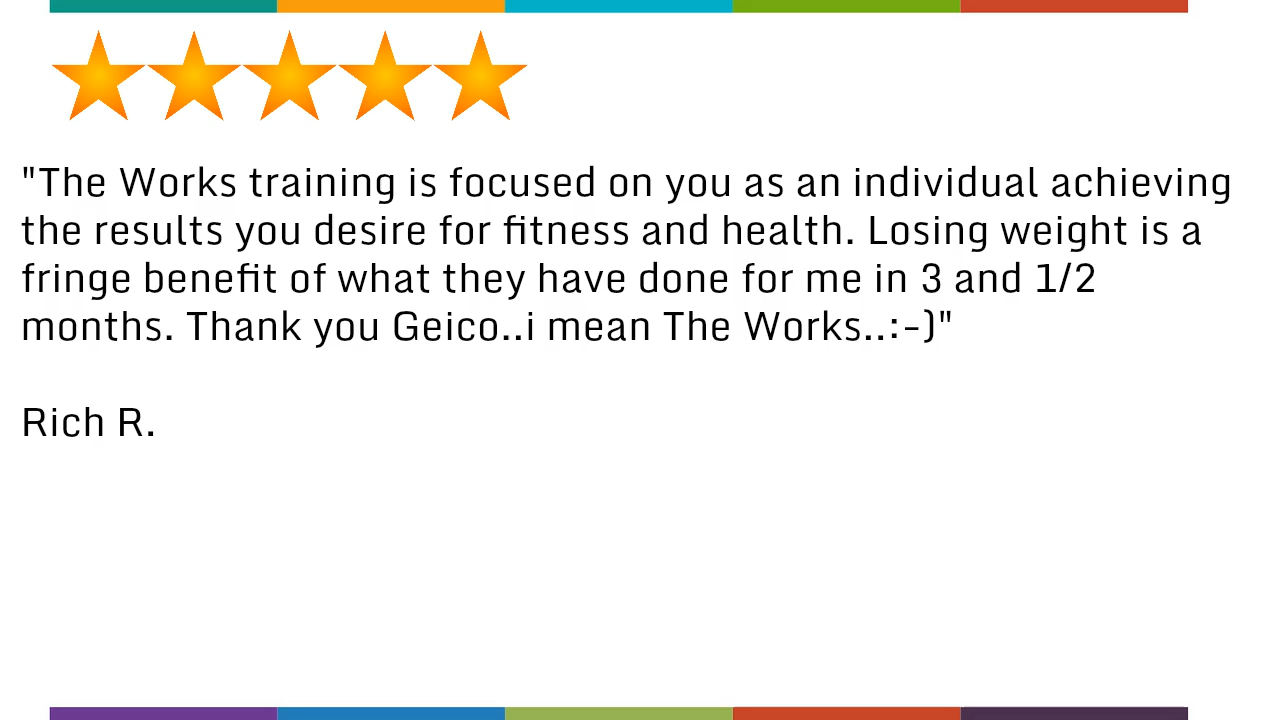 "The Works training is focused on you as an individual achieving
the results you desire for fitness and health. Losing weight is a
fringe benefit of what they have done for me in 3 and 1/2
months. Thank you Geico..i mean The Works..:-)"
Rich R.